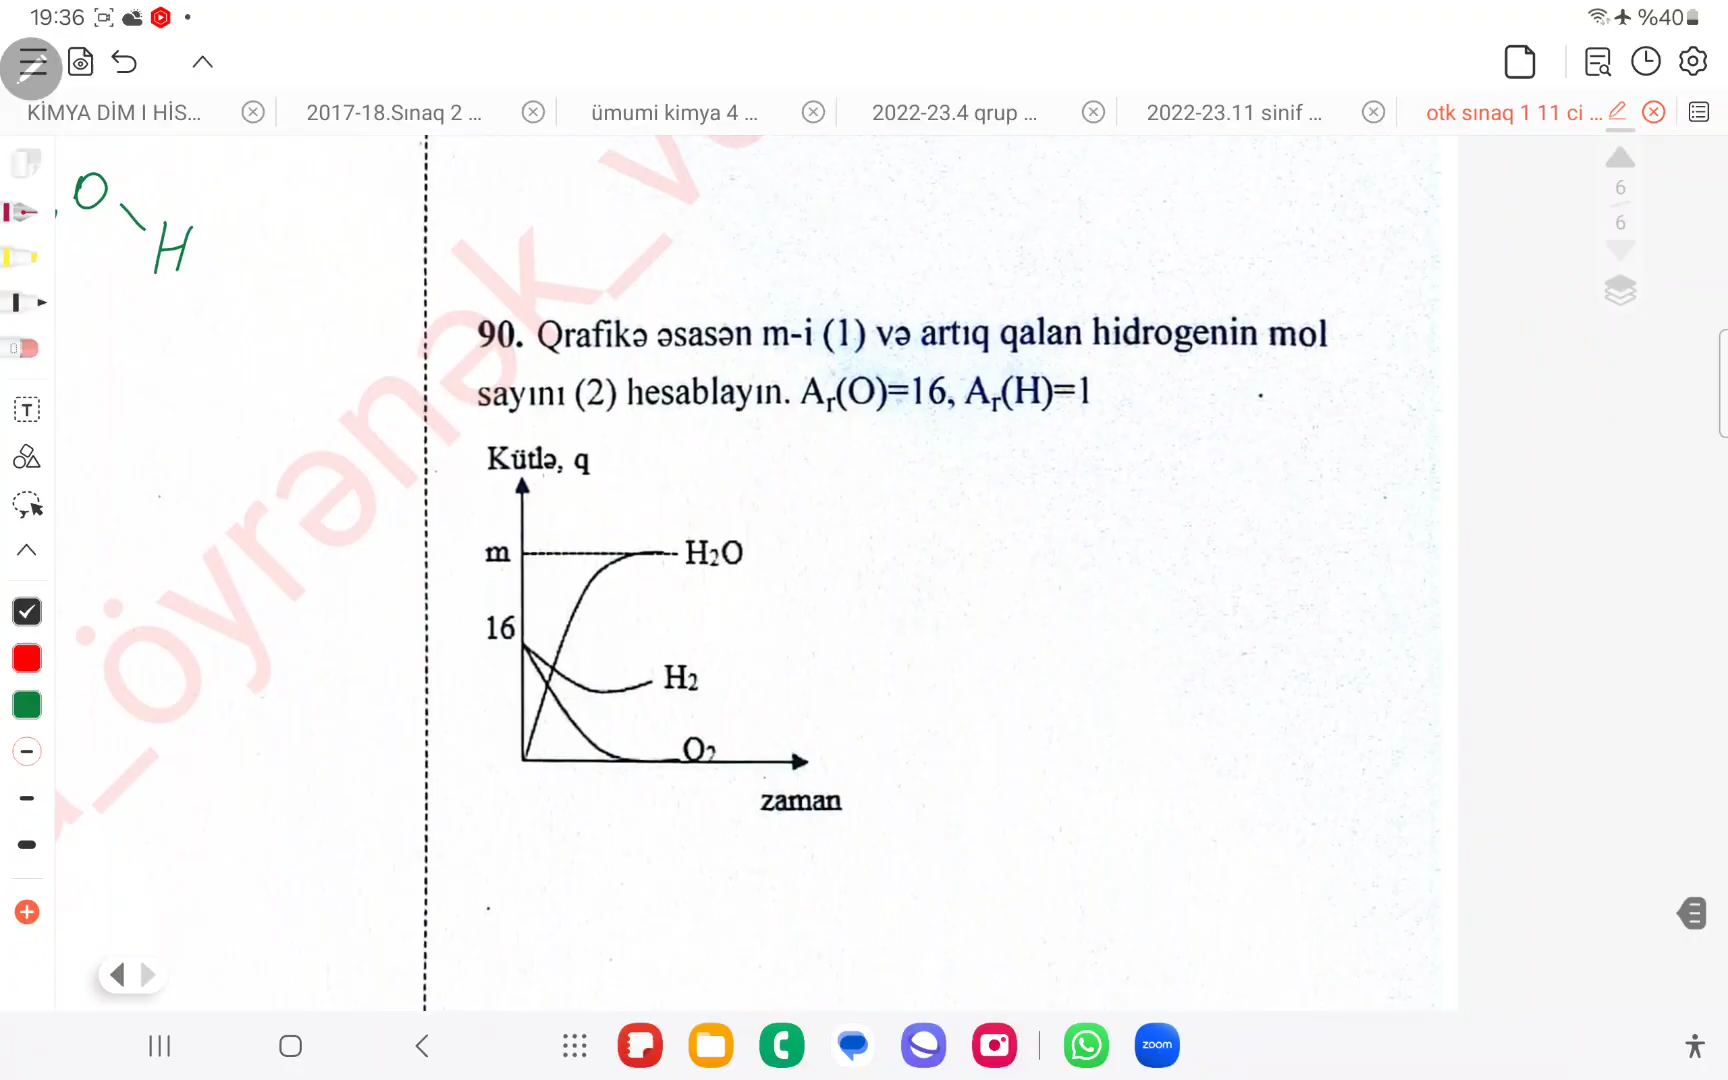 19:36
%40
KİMYA DİM I HİS...
2017-18.Sınaq 2 ...
ümumi kimya 4 ...
2022-23.4 qrup ...
2022-23.11 sinif ...
otk sınaq 1 11 ci ...
6
6
O
H
_öyrənək_və
90. Qrafikə əsasən m-i (1) və artıq qalan hidrogenin mol
sayını (2) hesablayın. Aᵣ(O)=16, Aᵣ(H)=1
Kütlə, q
m
H₂O
16
H₂
O₂
zaman
T
zoom